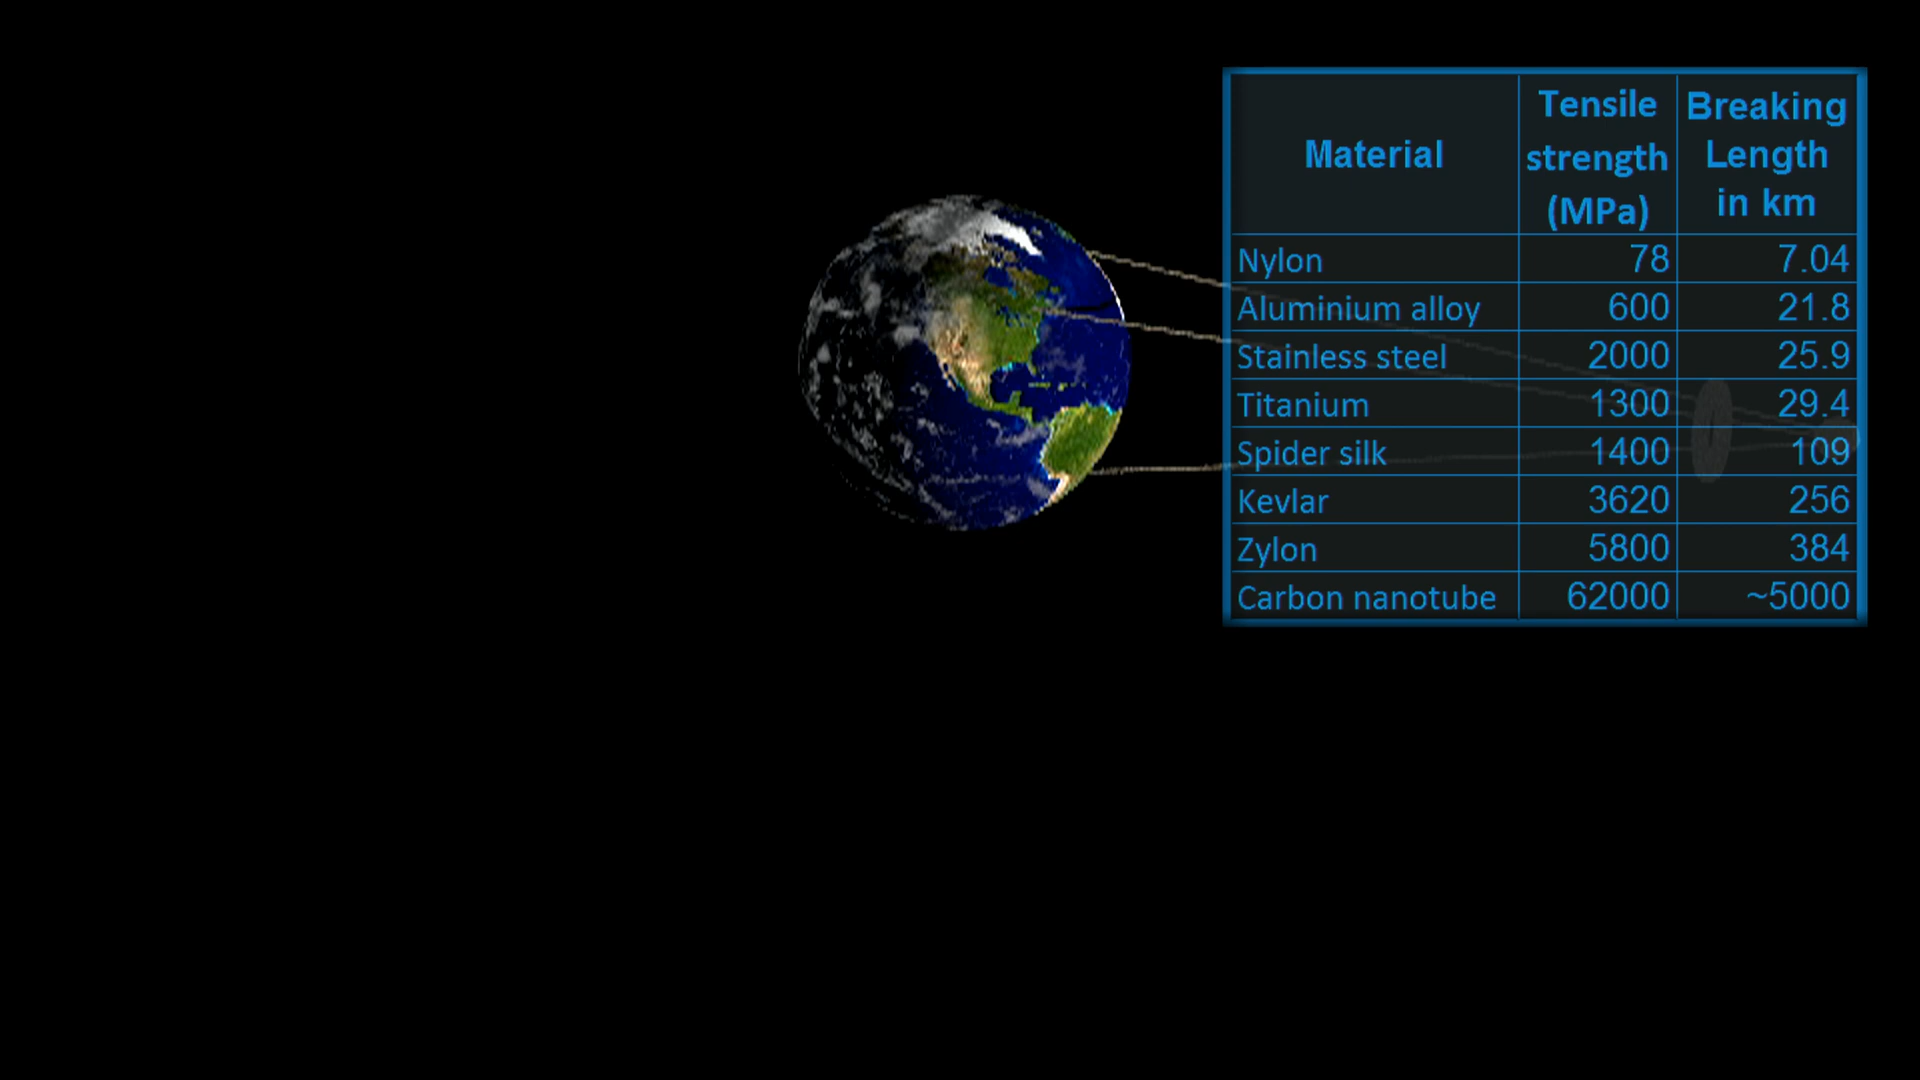 Material Tensile strength (MPa) Breaking Length in km
Nylon 78 7.04
Aluminium alloy 600 21.8
Stainless steel 2000 25.9
Titanium 1300 29.4
Spider silk 1400 109
Kevlar 3620 256
Zylon 5800 384
Carbon nanotube 62000 ~5000